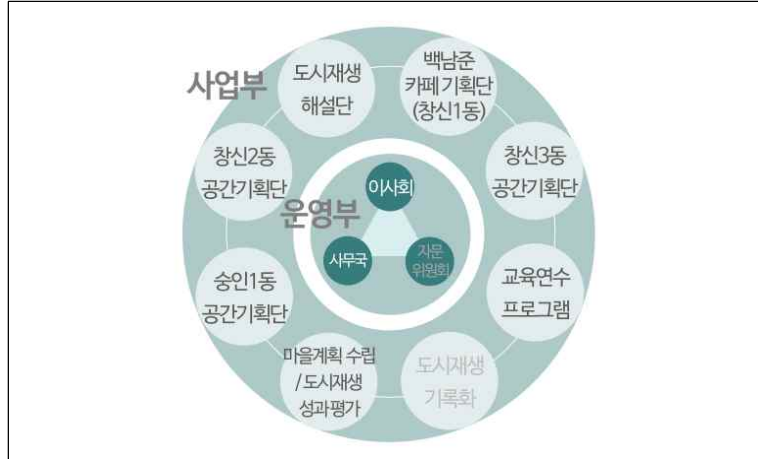 사업부
도시재생
해설단
백남준
카페 기획단
(창신1동)
창신2동
공간기획단
창신3동
공간기획단
운영부
이사회
사무국
자문
위원회
숭인1동
공간기획단
교육연수
프로그램
마을계획 수립
/ 도시재생
성과평가
도시재생
기록화